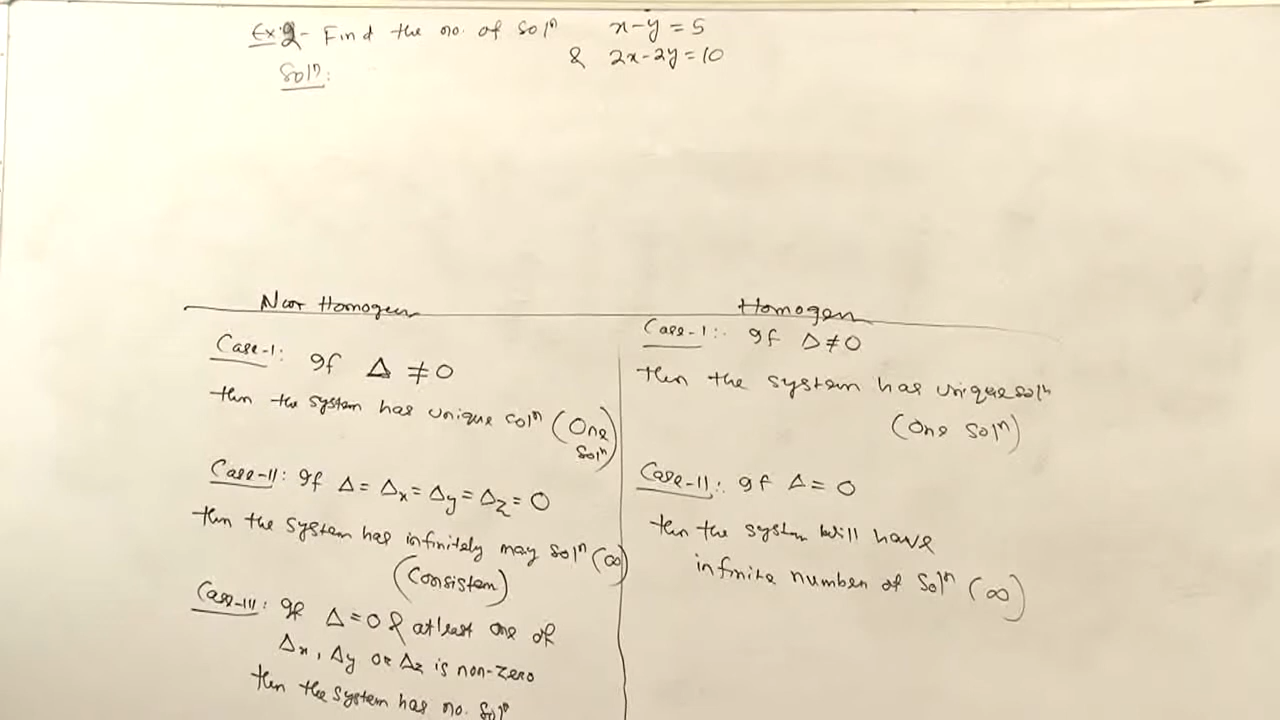 Ex:2- Find the no. of solⁿ x-y=5
& 2x-2y=10
Solⁿ:
Non Homogen
Case-I: If Δ ≠ 0
then the system has unique solⁿ (One
Solⁿ)
Case-II: If Δ = Δx = Δy = Δz = 0
then the system has infinitely may solⁿ (∞)
(Consisten)
Case-III: If Δ=0 & atleast one of
Δx, Δy or Δz is non-zero
then the system has no. Solⁿ
Homogen
Case-I:- If Δ≠0
then the system has unique solⁿ
(One Solⁿ)
Case-II:- If Δ = 0
then the system will have
infinite number of Solⁿ (∞)